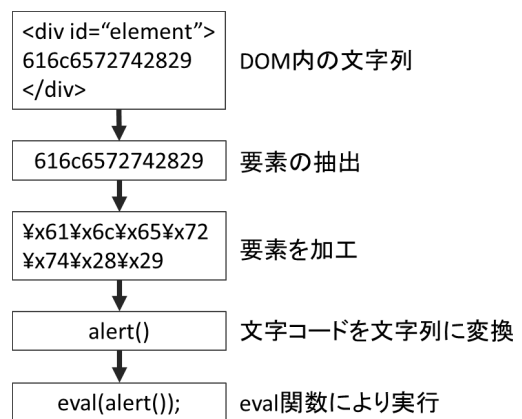 <div id=“element”>
616c6572742829
</div>
DOM内の文字列
616c6572742829
要素の抽出
¥x61¥x6c¥x65¥x72
¥x74¥x28¥x29
要素を加工
alert()
文字コードを文字列に変換
eval(alert());
eval関数により実行